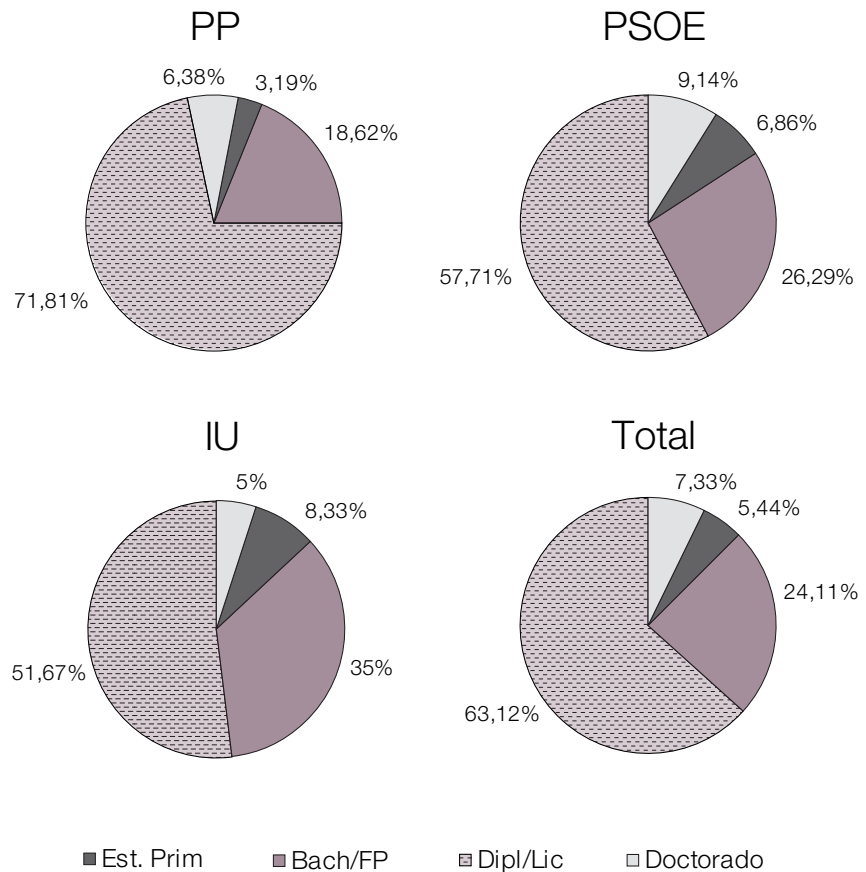 PP
6,38%
3,19%
18,62%
71,81%
PSOE
9,14%
6,86%
57,71%
26,29%
IU
5%
8,33%
51,67%
35%
Total
7,33%
5,44%
24,11%
63,12%
Est. Prim
Bach/FP
Dipl/Lic
Doctorado